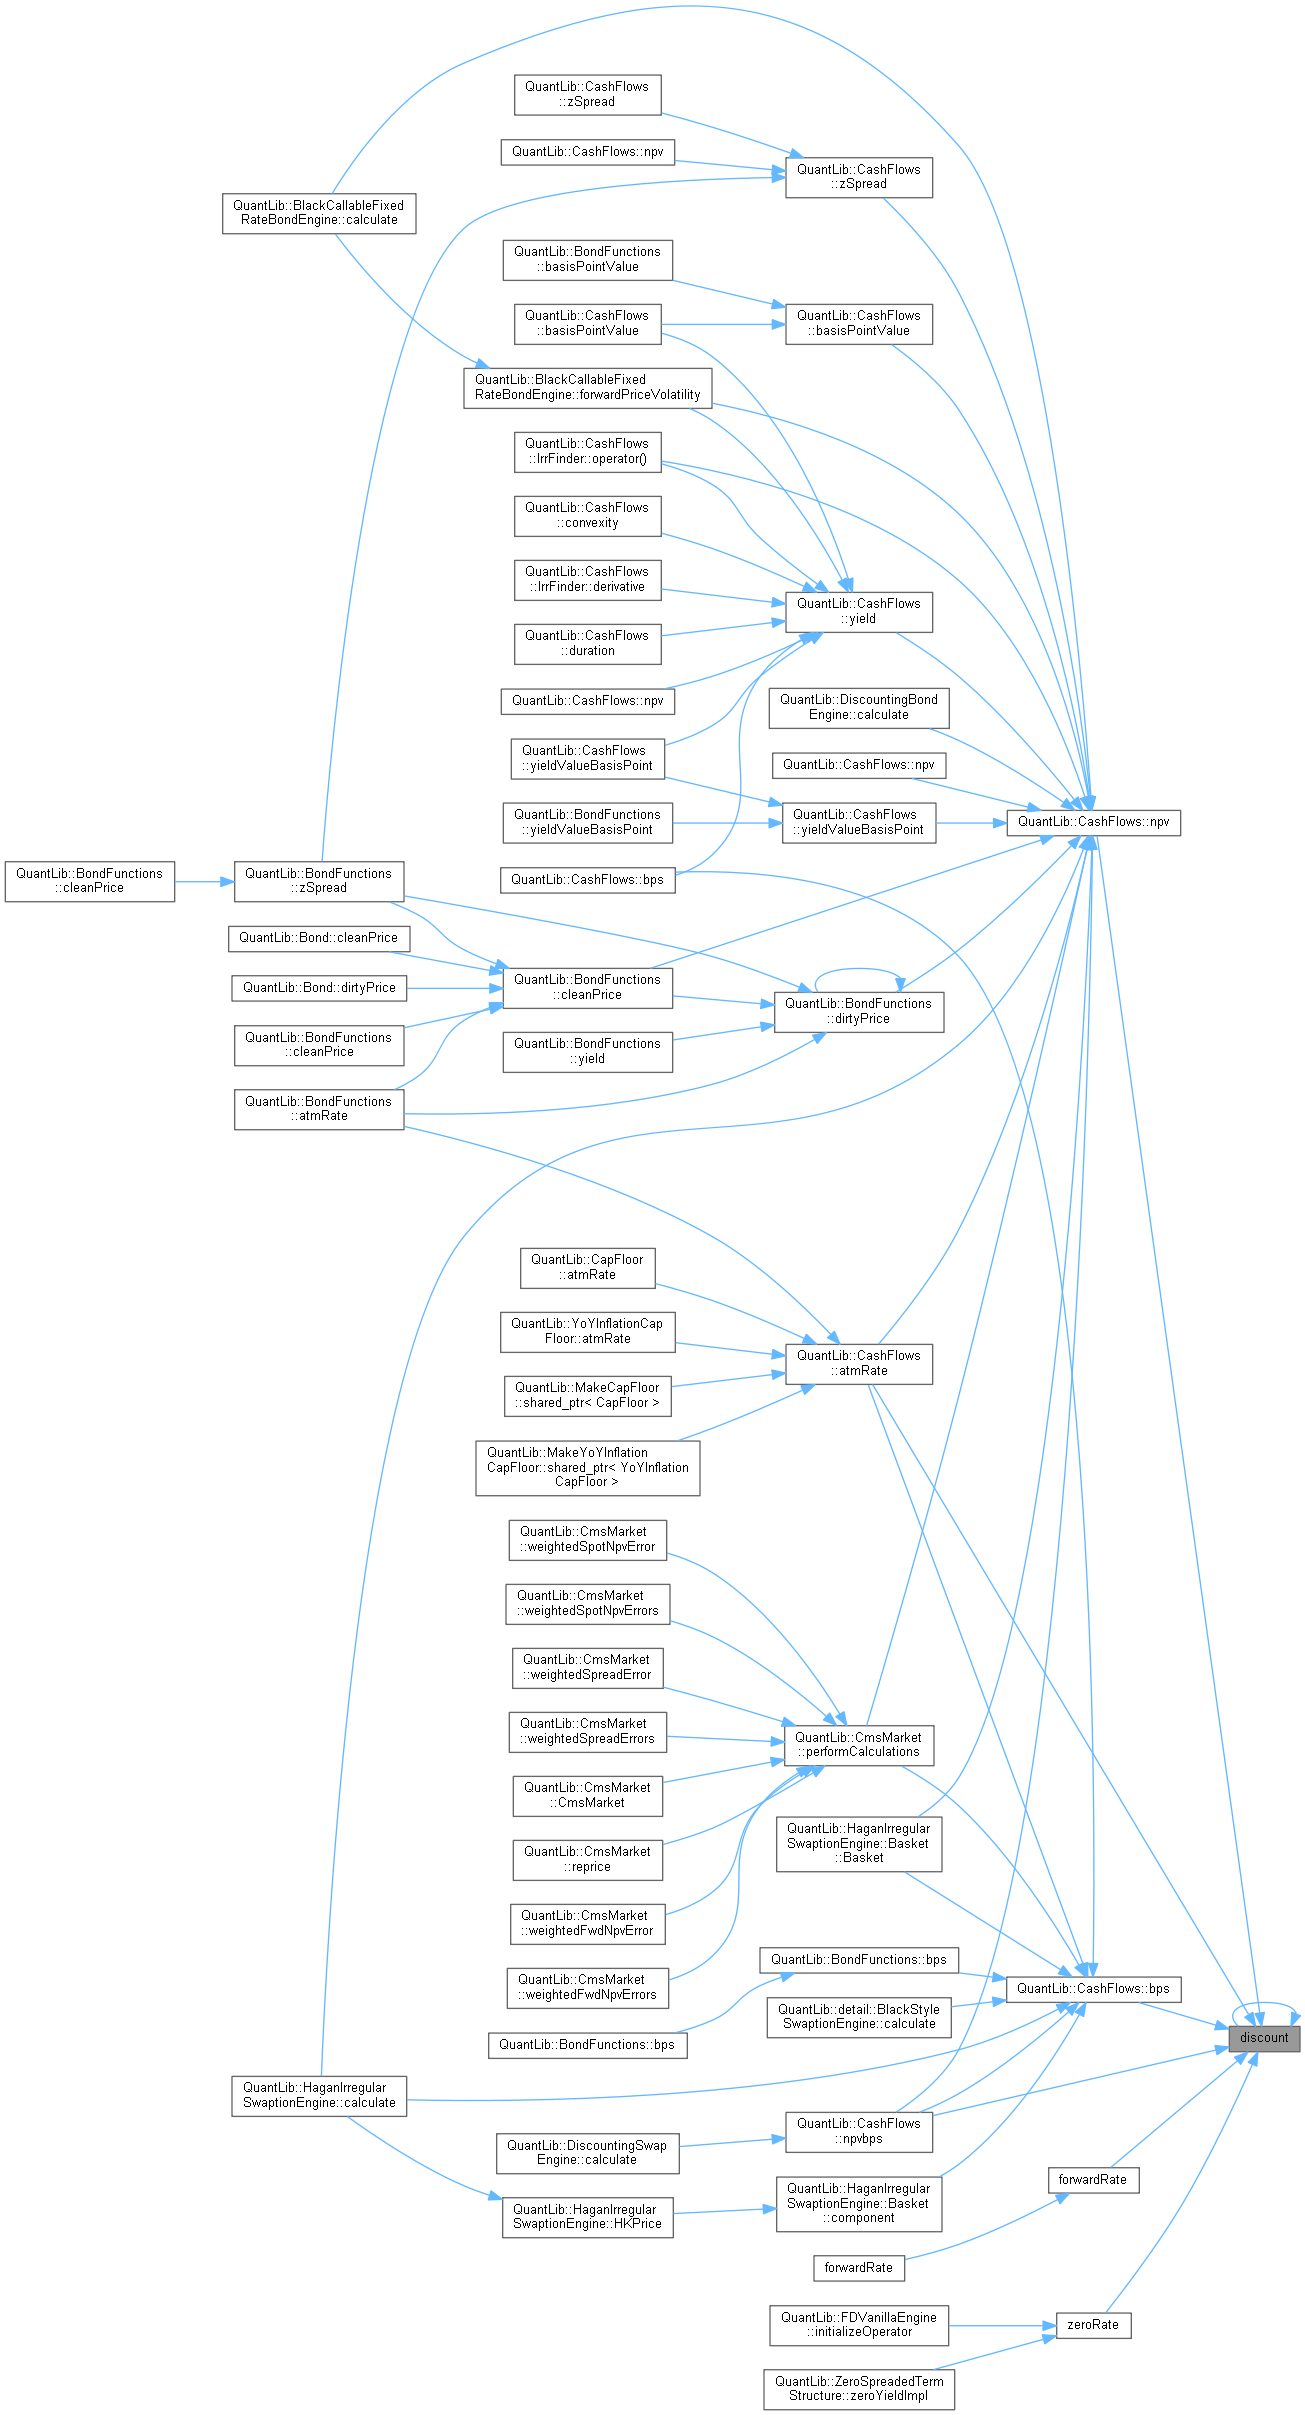 QuantLib::CashFlows
::zSpread
QuantLib::CashFlows::npv
QuantLib::CashFlows
::zSpread
QuantLib::BlackCallableFixed
RateBondEngine::calculate
QuantLib::BondFunctions
::basisPointValue
QuantLib::CashFlows
::basisPointValue
QuantLib::CashFlows
::basisPointValue
QuantLib::BlackCallableFixed
RateBondEngine::forwardPriceVolatility
QuantLib::CashFlows
::IrrFinder::operator()
QuantLib::CashFlows
::convexity
QuantLib::CashFlows
::IrrFinder::derivative
QuantLib::CashFlows
::yield
QuantLib::CashFlows
::duration
QuantLib::CashFlows::npv
QuantLib::DiscountingBond
Engine::calculate
QuantLib::CashFlows
::yieldValueBasisPoint
QuantLib::CashFlows::npv
QuantLib::BondFunctions
::yieldValueBasisPoint
QuantLib::CashFlows
::yieldValueBasisPoint
QuantLib::CashFlows::npv
QuantLib::BondFunctions
::cleanPrice
QuantLib::BondFunctions
::zSpread
QuantLib::CashFlows::bps
QuantLib::Bond::cleanPrice
QuantLib::Bond::dirtyPrice
QuantLib::BondFunctions
::cleanPrice
QuantLib::BondFunctions
::dirtyPrice
QuantLib::BondFunctions
::cleanPrice
QuantLib::BondFunctions
::yield
QuantLib::BondFunctions
::atmRate
QuantLib::CapFloor
::atmRate
QuantLib::YoYInflationCap
Floor::atmRate
QuantLib::CashFlows
::atmRate
QuantLib::MakeCapFloor
::shared_ptr< CapFloor >
QuantLib::MakeYoYInflation
CapFloor::shared_ptr< YoYInflation
CapFloor >
QuantLib::CmsMarket
::weightedSpotNpvError
QuantLib::CmsMarket
::weightedSpotNpvErrors
QuantLib::CmsMarket
::weightedSpreadError
QuantLib::CmsMarket
::weightedSpreadErrors
QuantLib::CmsMarket
::performCalculations
QuantLib::CmsMarket
::CmsMarket
QuantLib::CmsMarket
::reprice
QuantLib::HaganIrregular
SwaptionEngine::Basket
::Basket
QuantLib::CmsMarket
::weightedFwdNpvError
QuantLib::CmsMarket
::weightedFwdNpvErrors
QuantLib::BondFunctions::bps
QuantLib::CashFlows::bps
QuantLib::detail::BlackStyle
SwaptionEngine::calculate
QuantLib::BondFunctions::bps
discount
QuantLib::HaganIrregular
SwaptionEngine::calculate
QuantLib::CashFlows
::npvbps
QuantLib::DiscountingSwap
Engine::calculate
forwardRate
QuantLib::HaganIrregular
SwaptionEngine::Basket
::component
QuantLib::HaganIrregular
SwaptionEngine::HKPrice
forwardRate
QuantLib::FDVanillaEngine
::initializeOperator
zeroRate
QuantLib::ZeroSpreadedTerm
Structure::zeroYieldImpl